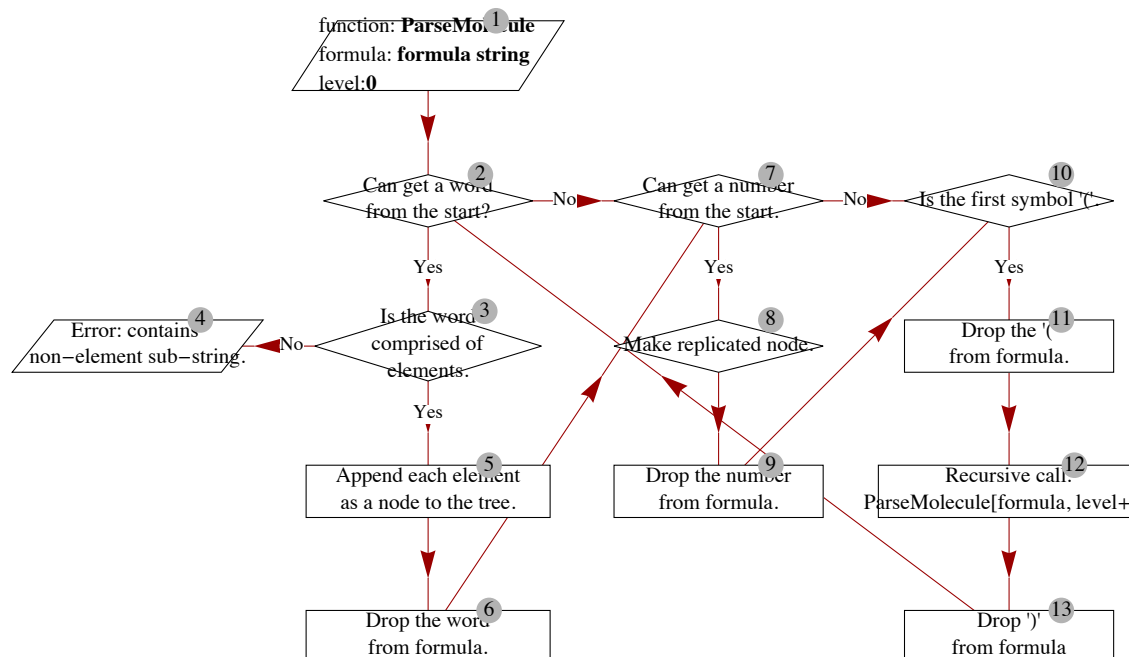 1
function: ParseMolecule
formula: formula string
level:0
2
Can get a word
from the start?
No
7
Can get a number
from the start.
No
10
Is the first symbol '('.
Yes
Yes
Yes
4
Error: contains
non−element sub−string.
No
3
Is the word
comprised of
elements.
8
Make replicated node.
11
Drop the '('
from formula.
Yes
5
Append each element
as a node to the tree.
9
Drop the number
from formula.
12
Recursive call:
ParseMolecule[formula, level+
6
Drop the word
from formula.
13
Drop ')'
from formula